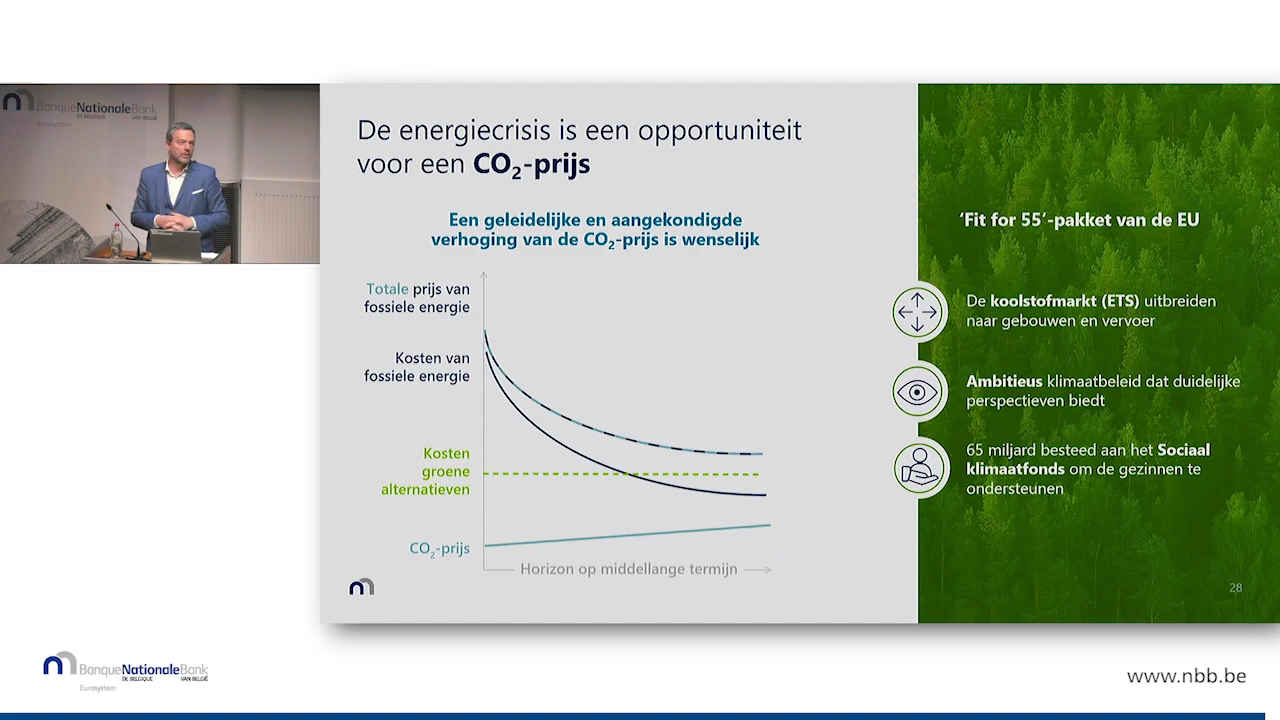 BanqueNationaleBank
DE BELGIQUE VAN BELGIË
Eurosystem
De energiecrisis is een opportuniteit
voor een CO₂-prijs
Een geleidelijke en aangekondigde
verhoging van de CO₂-prijs is wenselijk
Totale prijs van
fossiele energie
Kosten van
fossiele energie
Kosten
groene
alternatieven
CO₂-prijs
Horizon op middellange termijn
‘Fit for 55’-pakket van de EU
De koolstofmarkt (ETS) uitbreiden
naar gebouwen en vervoer
Ambitieus klimaatbeleid dat duidelijke
perspectieven biedt
65 miljard besteed aan het Sociaal
klimaatfonds om de gezinnen te
ondersteunen
28
BanqueNationaleBank
DE BELGIQUE VAN BELGIË
Eurosystem
www.nbb.be